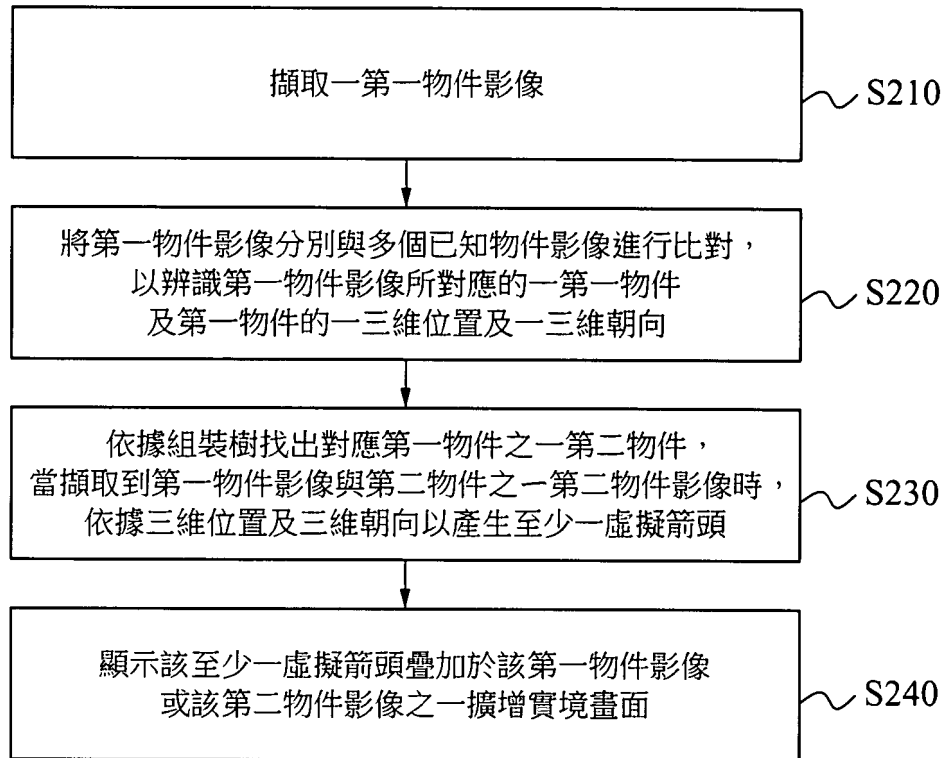 擷取一第一物件影像
S210
將第一物件影像分別與多個已知物件影像進行比對，
以辨識第一物件影像所對應的一第一物件
及第一物件的一三維位置及一三維朝向
S220
依據組裝樹找出對應第一物件之一第二物件，
當擷取到第一物件影像與第二物件之一第二物件影像時，
依據三維位置及三維朝向以產生至少一虛擬箭頭
S230
顯示該至少一虛擬箭頭疊加於該第一物件影像
或該第二物件影像之一擴增實境畫面
S240